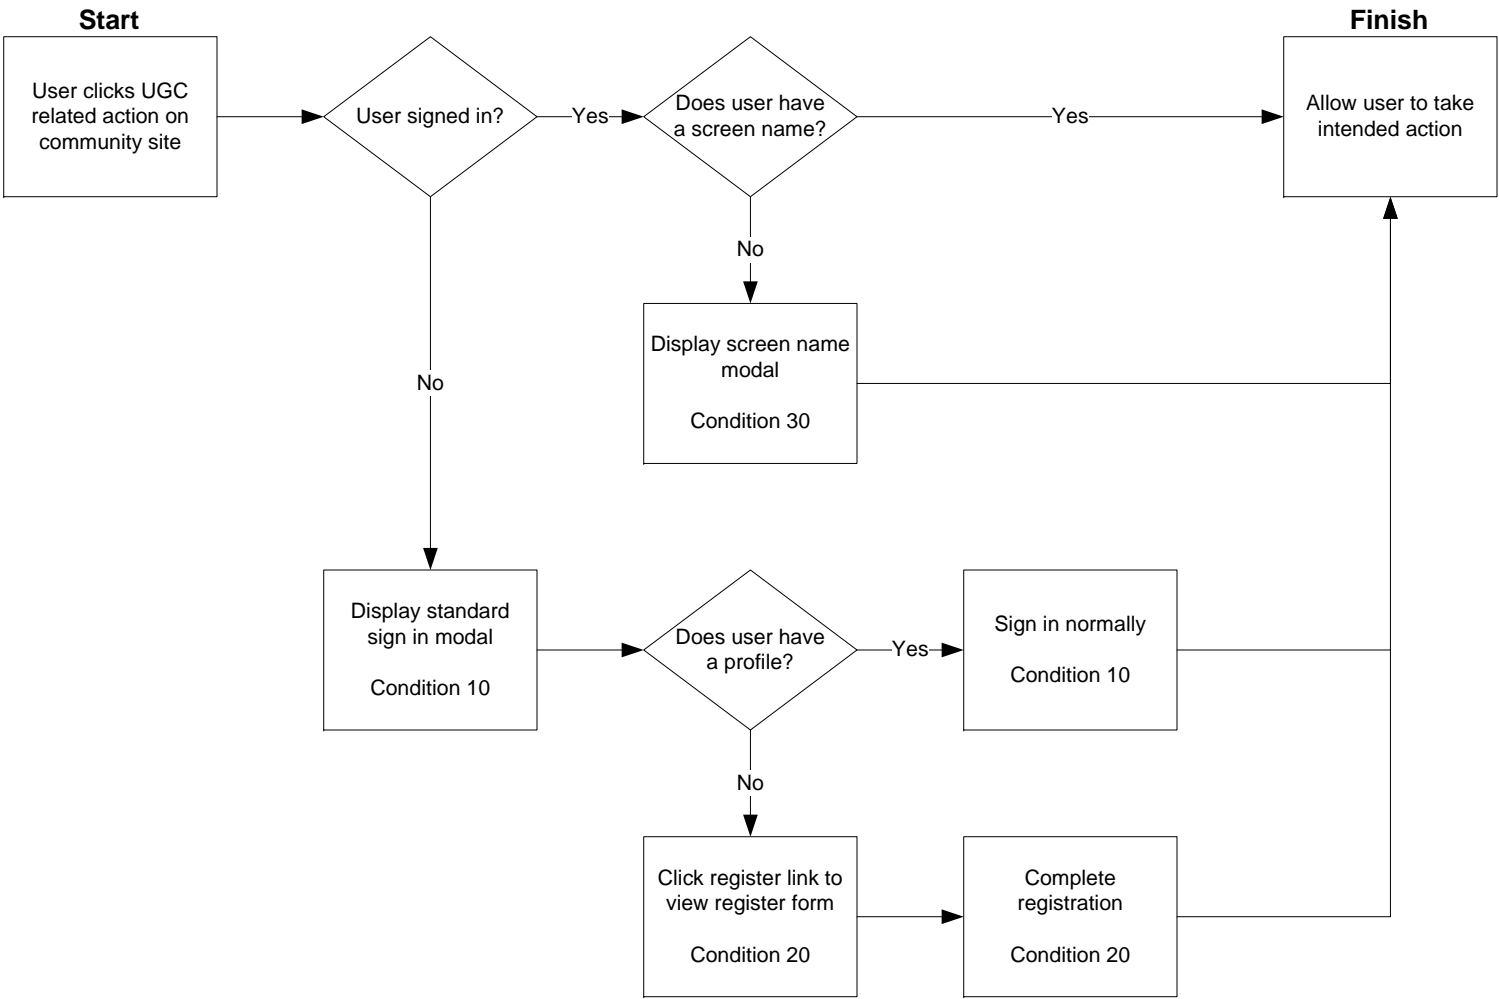 Start
Finish
User clicks UGC
related action on
community site
User signed in?
Yes
Does user have
a screen name?
Yes
Allow user to take
intended action
No
Display screen name
modal
Condition 30
No
Display standard
sign in modal
Condition 10
Does user have
a profile?
Yes
Sign in normally
Condition 10
No
Click register link to
view register form
Condition 20
Complete
registration
Condition 20